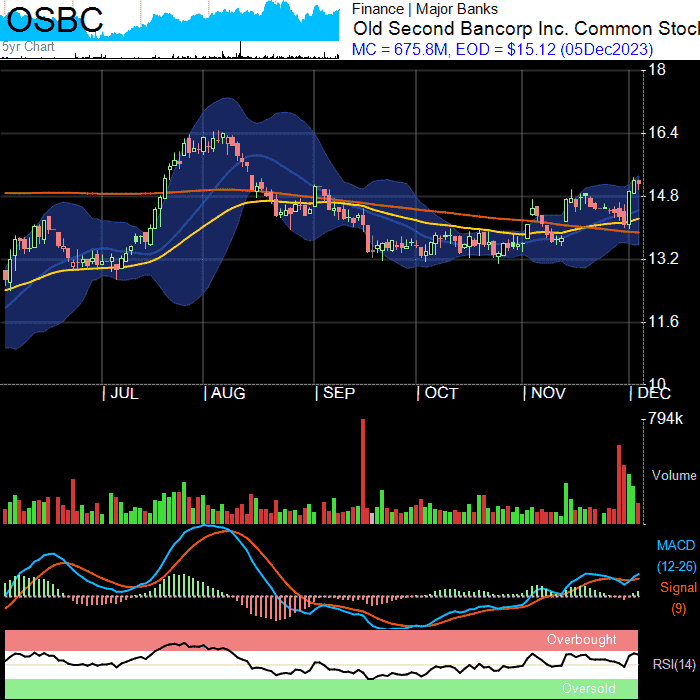 OSBC
5yr Chart
Finance | Major Banks
Old Second Bancorp Inc. Common Stoc
MC = 675.8M, EOD = $15.12 (05Dec2023)
18
16.4
14.8
13.2
11.6
10
JUL
AUG
SEP
OCT
NOV
DEC
794k
Volume
MACD
(12-26)
Signal
(9)
Overbought
RSI(14)
Oversold